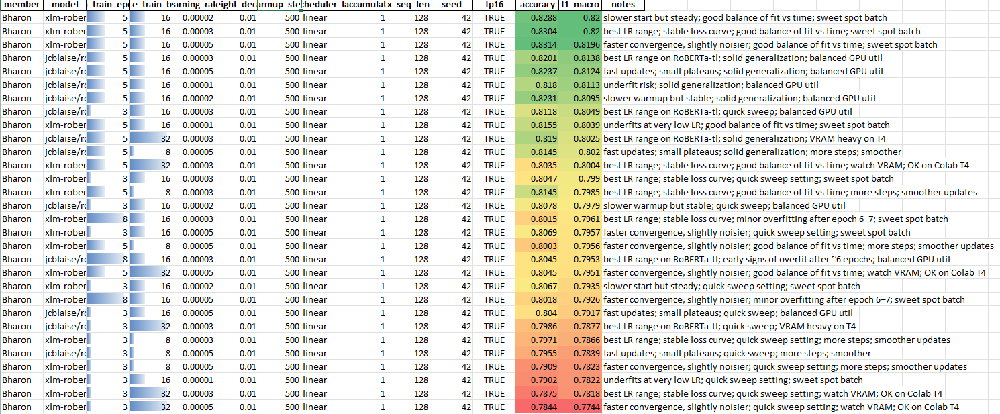 member model n_train_epo ce_train_b earning_rat eight_deca armup_ste cheduler_t accumulat x_seq_len seed fp16 accuracy f1_macro notes
Bharon xlm-rober 5 16 0.00002 0.01 500 linear 1 128 42 TRUE 0.8288 0.82 slower start but steady; good balance of fit vs time; sweet spot batch
Bharon xlm-rober 5 16 0.00003 0.01 500 linear 1 128 42 TRUE 0.8304 0.82 best LR range; stable loss curve; good balance of fit vs time; sweet spot batch
Bharon xlm-rober 5 16 0.00005 0.01 500 linear 1 128 42 TRUE 0.8314 0.8196 faster convergence, slightly noisier; good balance of fit vs time; sweet spot batch
Bharon jcblaise/ro 5 16 0.00003 0.01 500 linear 1 128 42 TRUE 0.8201 0.8138 best LR range on RoBERTa-tl; solid generalization; balanced GPU util
Bharon jcblaise/ro 5 16 0.00005 0.01 500 linear 1 128 42 TRUE 0.8237 0.8124 fast updates; small plateaus; solid generalization; balanced GPU util
Bharon jcblaise/ro 5 16 0.00001 0.01 500 linear 1 128 42 TRUE 0.818 0.8113 underfit risk; solid generalization; balanced GPU util
Bharon jcblaise/ro 5 16 0.00002 0.01 500 linear 1 128 42 TRUE 0.8231 0.8095 slower warmup but stable; solid generalization; balanced GPU util
Bharon jcblaise/ro 3 16 0.00003 0.01 500 linear 1 128 42 TRUE 0.8118 0.8049 best LR range on RoBERTa-tl; quick sweep; balanced GPU util
Bharon xlm-rober 5 16 0.00001 0.01 500 linear 1 128 42 TRUE 0.8155 0.8039 underfits at very low LR; good balance of fit vs time; sweet spot batch
Bharon jcblaise/ro 5 32 0.00003 0.01 500 linear 1 128 42 TRUE 0.819 0.8025 best LR range on RoBERTa-tl; solid generalization; VRAM heavy on T4
Bharon jcblaise/ro 5 8 0.00005 0.01 500 linear 1 128 42 TRUE 0.8145 0.802 fast updates; small plateaus; solid generalization; more steps; smoother
Bharon xlm-rober 5 32 0.00003 0.01 500 linear 1 128 42 TRUE 0.8035 0.8004 best LR range; stable loss curve; good balance of fit vs time; watch VRAM; OK on Colab T4
Bharon xlm-rober 3 16 0.00003 0.01 500 linear 1 128 42 TRUE 0.8047 0.799 best LR range; stable loss curve; quick sweep setting; sweet spot batch
Bharon xlm-rober 5 8 0.00003 0.01 500 linear 1 128 42 TRUE 0.8145 0.7985 best LR range; stable loss curve; good balance of fit vs time; more steps; smoother updates
Bharon jcblaise/ro 3 16 0.00002 0.01 500 linear 1 128 42 TRUE 0.8078 0.7979 slower warmup but stable; quick sweep; balanced GPU util
Bharon xlm-rober 8 16 0.00003 0.01 500 linear 1 128 42 TRUE 0.8015 0.7961 best LR range; stable loss curve; minor overfitting after epoch 6–7; sweet spot batch
Bharon xlm-rober 3 16 0.00005 0.01 500 linear 1 128 42 TRUE 0.8069 0.7957 faster convergence, slightly noisier; quick sweep setting; sweet spot batch
Bharon xlm-rober 5 8 0.00005 0.01 500 linear 1 128 42 TRUE 0.8003 0.7956 faster convergence, slightly noisier; good balance of fit vs time; more steps; smoother updates
Bharon jcblaise/ro 8 16 0.00003 0.01 500 linear 1 128 42 TRUE 0.8045 0.7953 best LR range on RoBERTa-tl; early signs of overfit after ~6 epochs; balanced GPU util
Bharon xlm-rober 5 32 0.00005 0.01 500 linear 1 128 42 TRUE 0.8045 0.7951 faster convergence, slightly noisier; good balance of fit vs time; watch VRAM; OK on Colab T4
Bharon xlm-rober 3 16 0.00002 0.01 500 linear 1 128 42 TRUE 0.8067 0.7935 slower start but steady; quick sweep setting; sweet spot batch
Bharon xlm-rober 8 16 0.00005 0.01 500 linear 1 128 42 TRUE 0.8018 0.7926 faster convergence, slightly noisier; minor overfitting after epoch 6–7; sweet spot batch
Bharon jcblaise/ro 3 16 0.00005 0.01 500 linear 1 128 42 TRUE 0.804 0.7917 fast updates; small plateaus; quick sweep; balanced GPU util
Bharon jcblaise/ro 3 32 0.00003 0.01 500 linear 1 128 42 TRUE 0.7986 0.7877 best LR range on RoBERTa-tl; quick sweep; VRAM heavy on T4
Bharon xlm-rober 3 8 0.00003 0.01 500 linear 1 128 42 TRUE 0.7971 0.7866 best LR range; stable loss curve; quick sweep setting; more steps; smoother updates
Bharon jcblaise/ro 3 8 0.00005 0.01 500 linear 1 128 42 TRUE 0.7955 0.7839 fast updates; small plateaus; quick sweep; more steps; smoother
Bharon xlm-rober 3 8 0.00005 0.01 500 linear 1 128 42 TRUE 0.7909 0.7823 faster convergence, slightly noisier; quick sweep setting; more steps; smoother updates
Bharon xlm-rober 3 16 0.00001 0.01 500 linear 1 128 42 TRUE 0.7902 0.7822 underfits at very low LR; quick sweep setting; sweet spot batch
Bharon xlm-rober 3 32 0.00003 0.01 500 linear 1 128 42 TRUE 0.7875 0.7818 best LR range; stable loss curve; quick sweep setting; watch VRAM; OK on Colab T4
Bharon xlm-rober 3 32 0.00005 0.01 500 linear 1 128 42 TRUE 0.7844 0.7744 faster convergence, slightly noisier; quick sweep setting; watch VRAM; OK on Colab T4